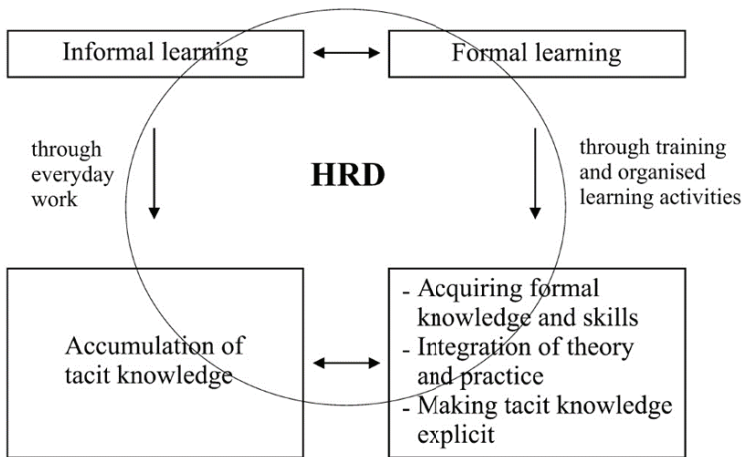 Informal learning
Formal learning
through
everyday
work
HRD
through training
and organised
learning activities
Accumulation of
tacit knowledge
- Acquiring formal
knowledge and skills
- Integration of theory
and practice
- Making tacit knowledge
explicit